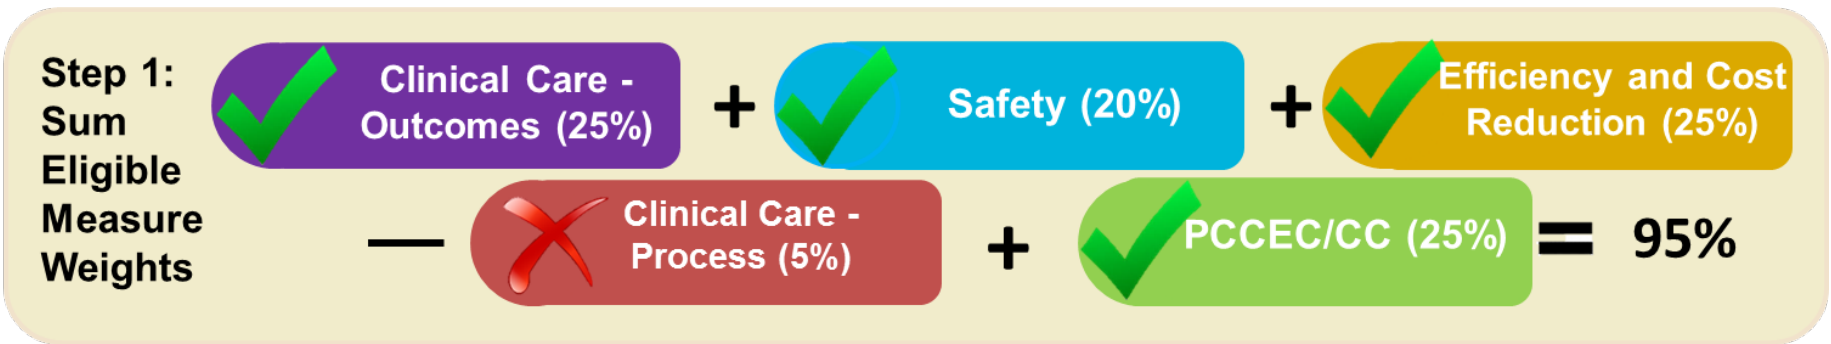 Step 1:
Sum
Eligible
Measure
Weights
Clinical Care -
Outcomes (25%)
+
Safety (20%)
+
Efficiency and Cost
Reduction (25%)
—
Clinical Care -
Process (5%)
+
PCCEC/CC (25%)
=
95%